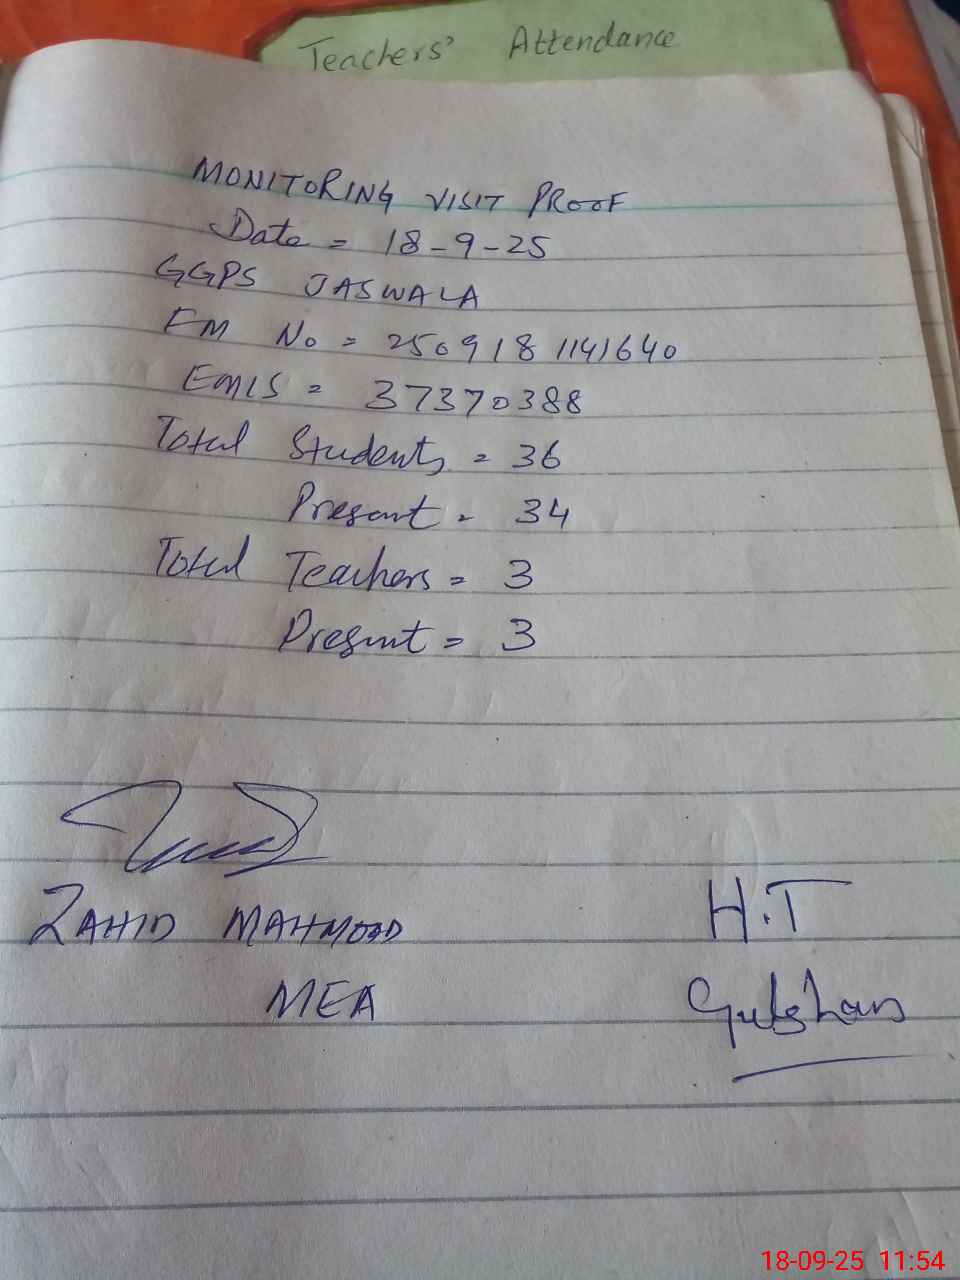 Teachers' Attendance
MONITORING VISIT PROOF
Date = 18-9-25
GGPS JASWALA
EM No = 250918 1141640
EMIS = 37370388
Total Students = 36
Present = 34
Total Teachers = 3
Present = 3
ZAHID MAHMOOD
MEA
H.T
Gulshan
18-09-25 11:54